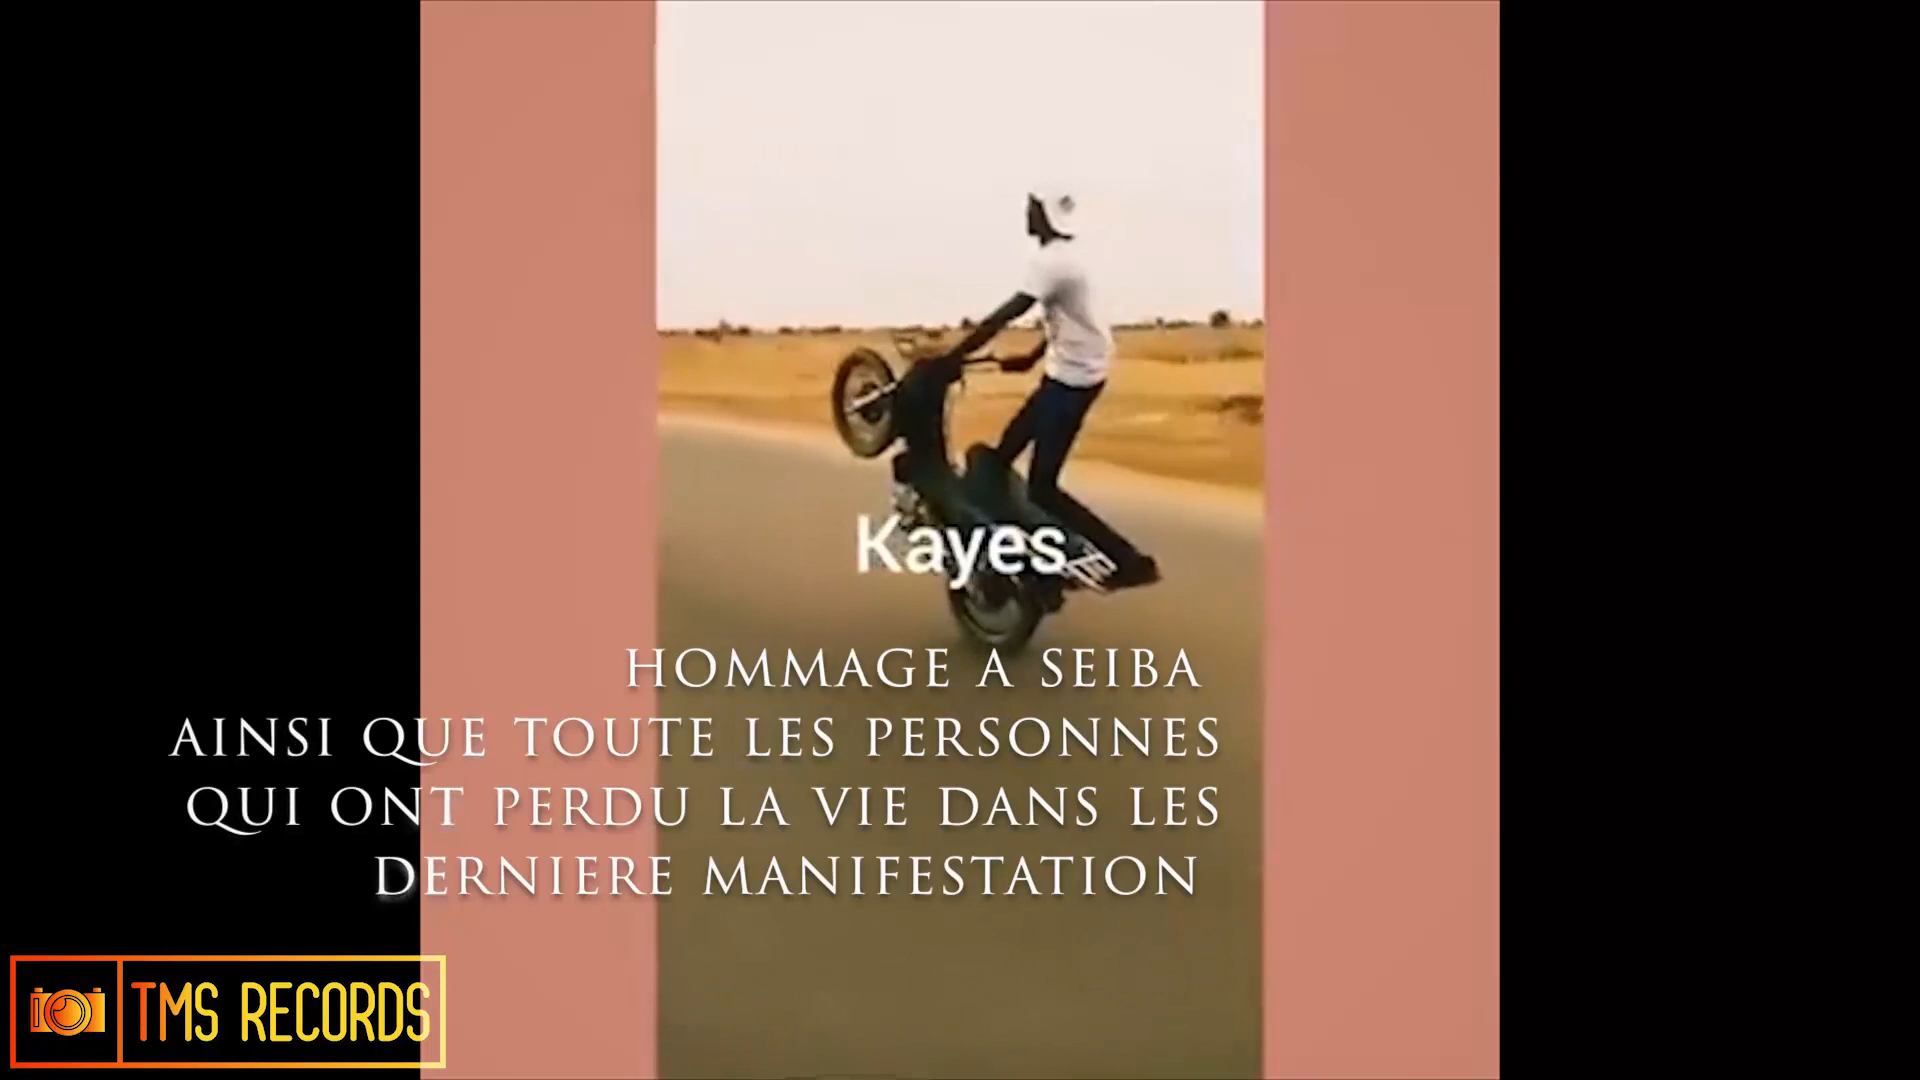 Kayes
HOMMAGE A SEIBA
AINSI QUE TOUTE LES PERSONNES
QUI ONT PERDU LA VIE DANS LES
DERNIERE MANIFESTATION
TMS RECORDS